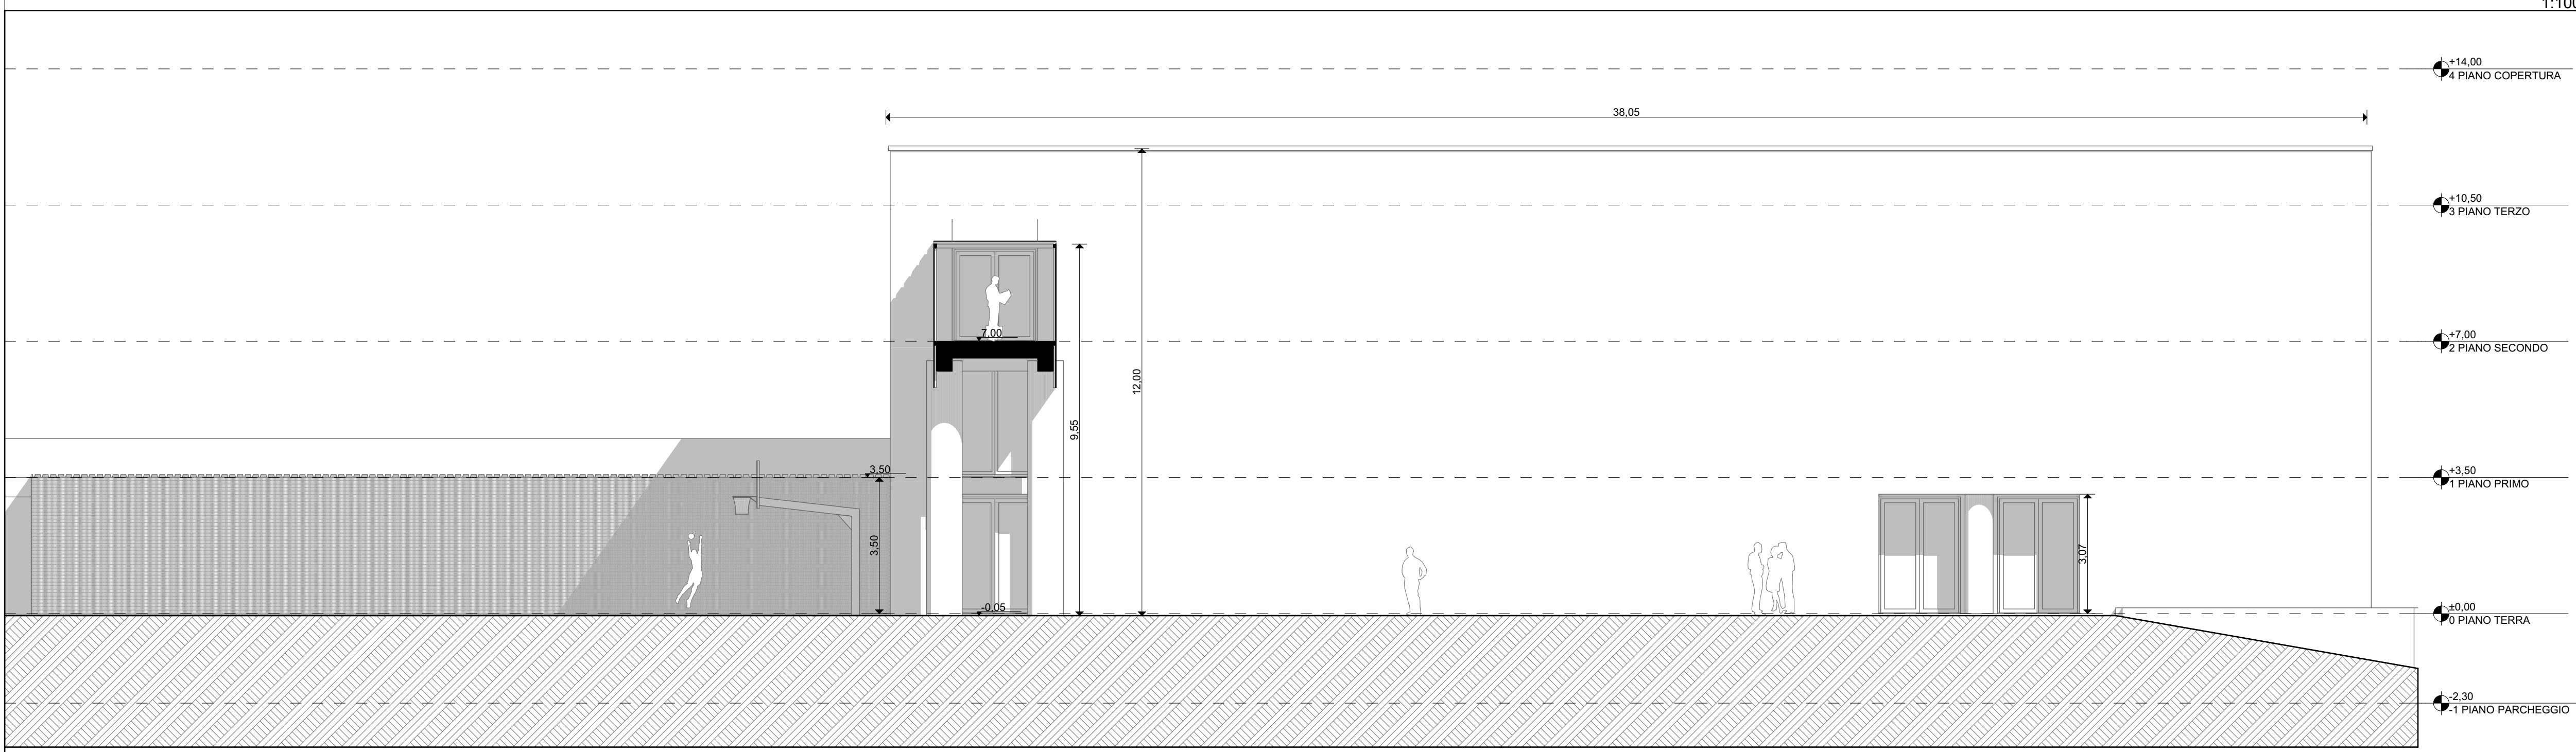 1:100
+14,00
4 PIANO COPERTURA
38,05
+10,50
3 PIANO TERZO
7,00
+7,00
2 PIANO SECONDO
12,00
9,55
3,50
+3,50
1 PIANO PRIMO
3,50
3,07
-0,05
±0,00
0 PIANO TERRA
-2,30
-1 PIANO PARCHEGGIO